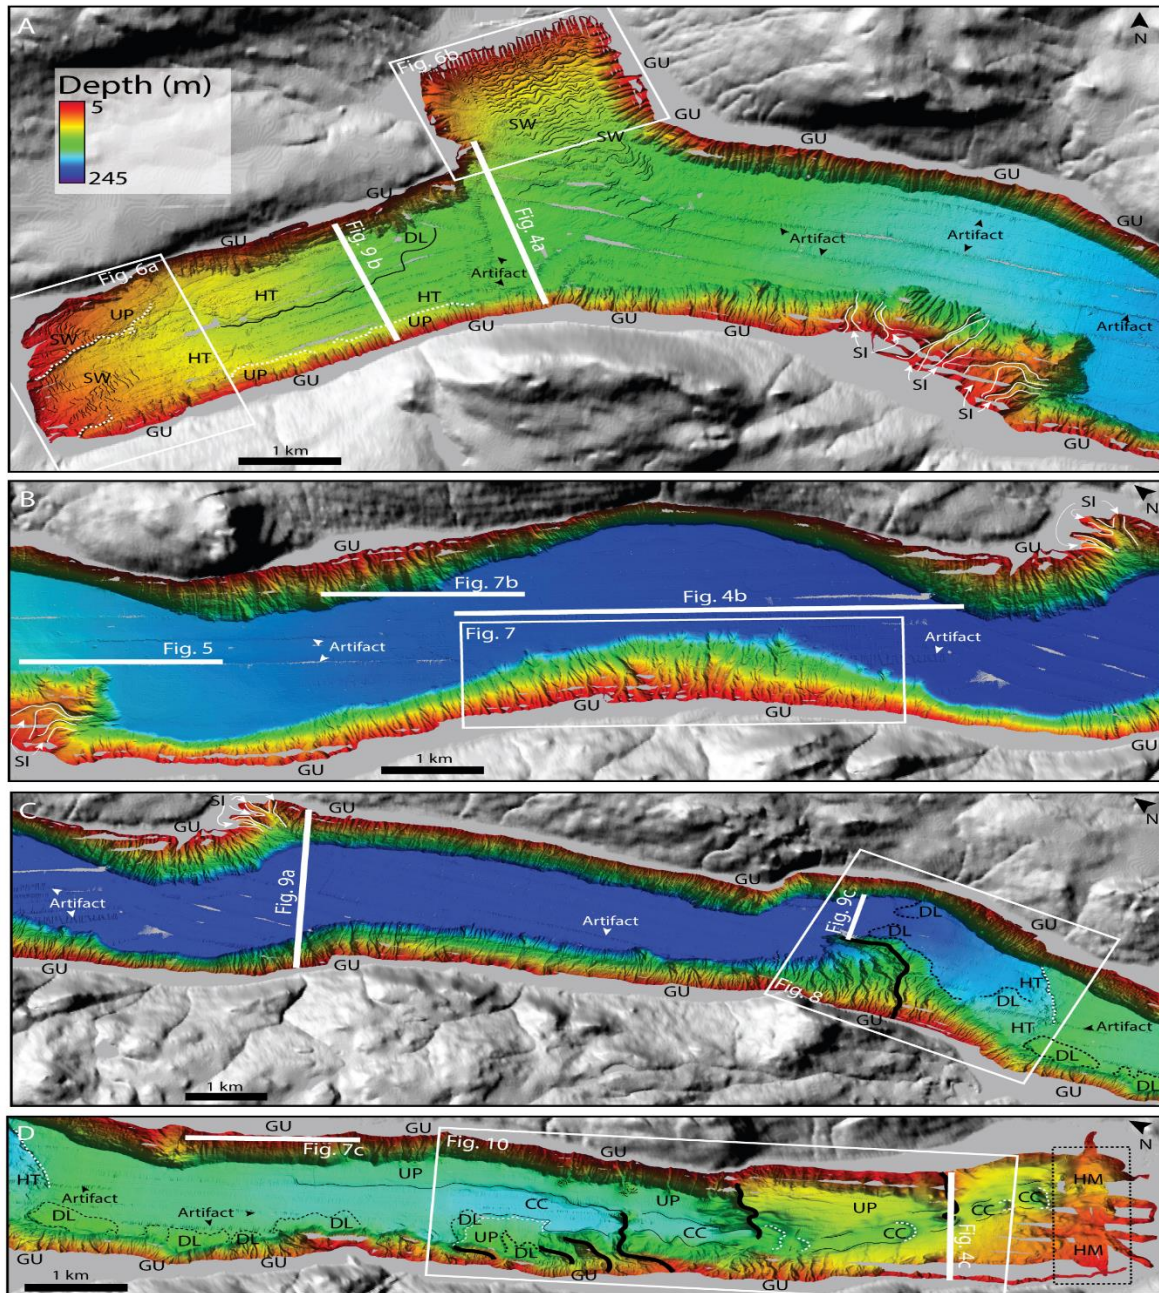 A
N
Depth (m)
5
245
Fig. 6b
GU
SW
SW
GU
GU
GU
GU
GU
Fig. 9b
DL
Fig. 4a
Artifact
Artifact
Artifact
Fig. 6a
UP
HT
HT
UP
Artifact
SW
HT
UP
GU
GU
GU
GU
SW
GU
SI
SI
SI
GU
1 km
B
N
SI
GU
GU
Fig. 7b
Fig. 4b
Fig. 5
Artifact
Fig. 7
Artifact
SI
GU
GU
GU
GU
1 km
C
N
SI
GU
GU
Fig. 9a
GU
Fig. 9c
DL
DL
GU
Artifact
Artifact
HT
DL
HT
Artifact
GU
GU
Fig. 8
GU
DL
DL
GU
1 km
D
N
GU
GU
Fig. 7c
Fig. 10
GU
GU
HT
UP
UP
UP
CC
HM
Artifact
Artifact
CC
CC
CC
CC
DL
DL
DL
DL
DL
UP
DL
Fig. 4c
HM
GU
GU
GU
GU
GU
1 km